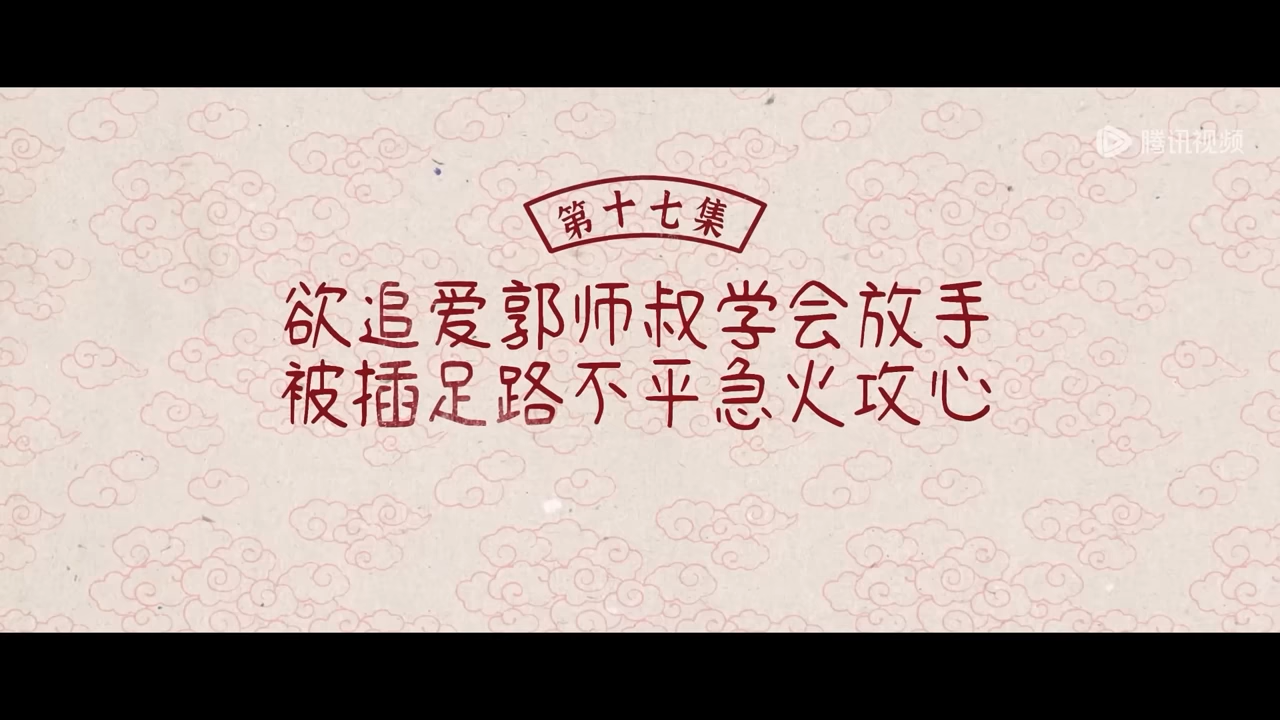 腾讯视频
第十七集
欲追爱郭师叔学会放手
被插足路不平急火攻心